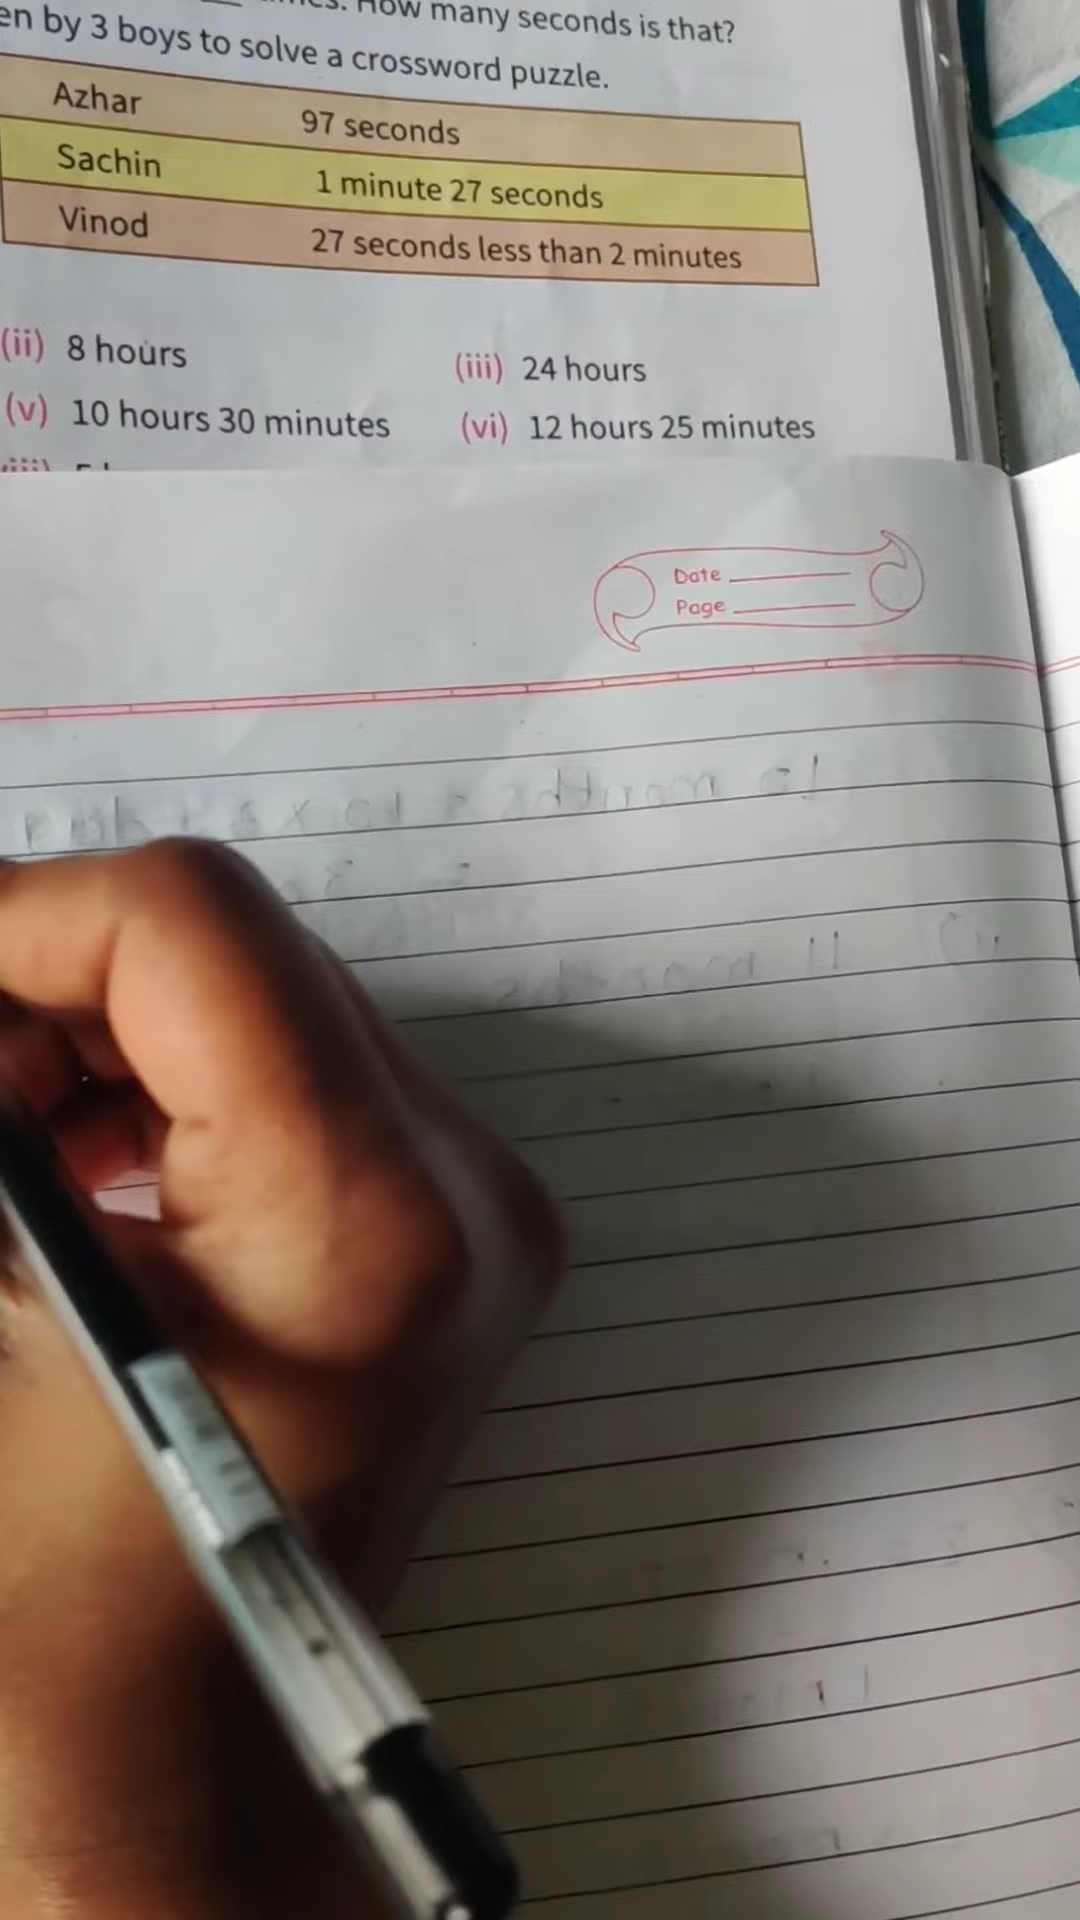 How many seconds is that?
en by 3 boys to solve a crossword puzzle.
Azhar 97 seconds
Sachin 1 minute 27 seconds
Vinod 27 seconds less than 2 minutes
(ii) 8 hours (iii) 24 hours
(v) 10 hours 30 minutes (vi) 12 hours 25 minutes
Date
Page